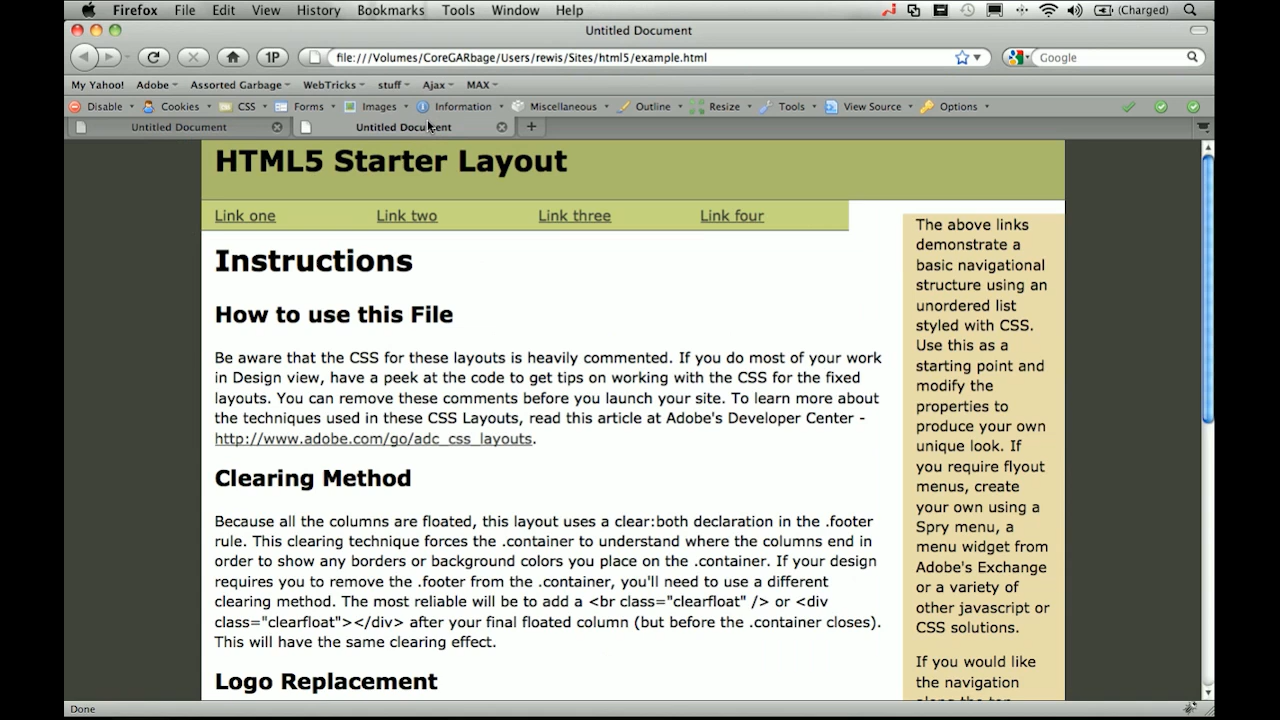 Firefox File Edit View History Bookmarks Tools Window Help (Charged)
Untitled Document
1P file:///Volumes/CoreGARbage/Users/rewis/Sites/html5/example.html Google
My Yahoo! Adobe Assorted Garbage WebTricks stuff Ajax MAX
Disable Cookies CSS Forms Images Information Miscellaneous Outline Resize Tools View Source Options
Untitled Document Untitled Document
HTML5 Starter Layout
Link one Link two Link three Link four
Instructions
How to use this File
Be aware that the CSS for these layouts is heavily commented. If you do most of your work
in Design view, have a peek at the code to get tips on working with the CSS for the fixed
layouts. You can remove these comments before you launch your site. To learn more about
the techniques used in these CSS Layouts, read this article at Adobe's Developer Center -
http://www.adobe.com/go/adc_css_layouts.
Clearing Method
Because all the columns are floated, this layout uses a clear:both declaration in the .footer
rule. This clearing technique forces the .container to understand where the columns end in
order to show any borders or background colors you place on the .container. If your design
requires you to remove the .footer from the .container, you'll need to use a different
clearing method. The most reliable will be to add a <br class="clearfloat" /> or <div
class="clearfloat"></div> after your final floated column (but before the .container closes).
This will have the same clearing effect.
Logo Replacement
The above links
demonstrate a
basic navigational
structure using an
unordered list
styled with CSS.
Use this as a
starting point and
modify the
properties to
produce your own
unique look. If
you require flyout
menus, create
your own using a
Spry menu, a
menu widget from
Adobe's Exchange
or a variety of
other javascript or
CSS solutions.
If you would like
the navigation
along the top
Done